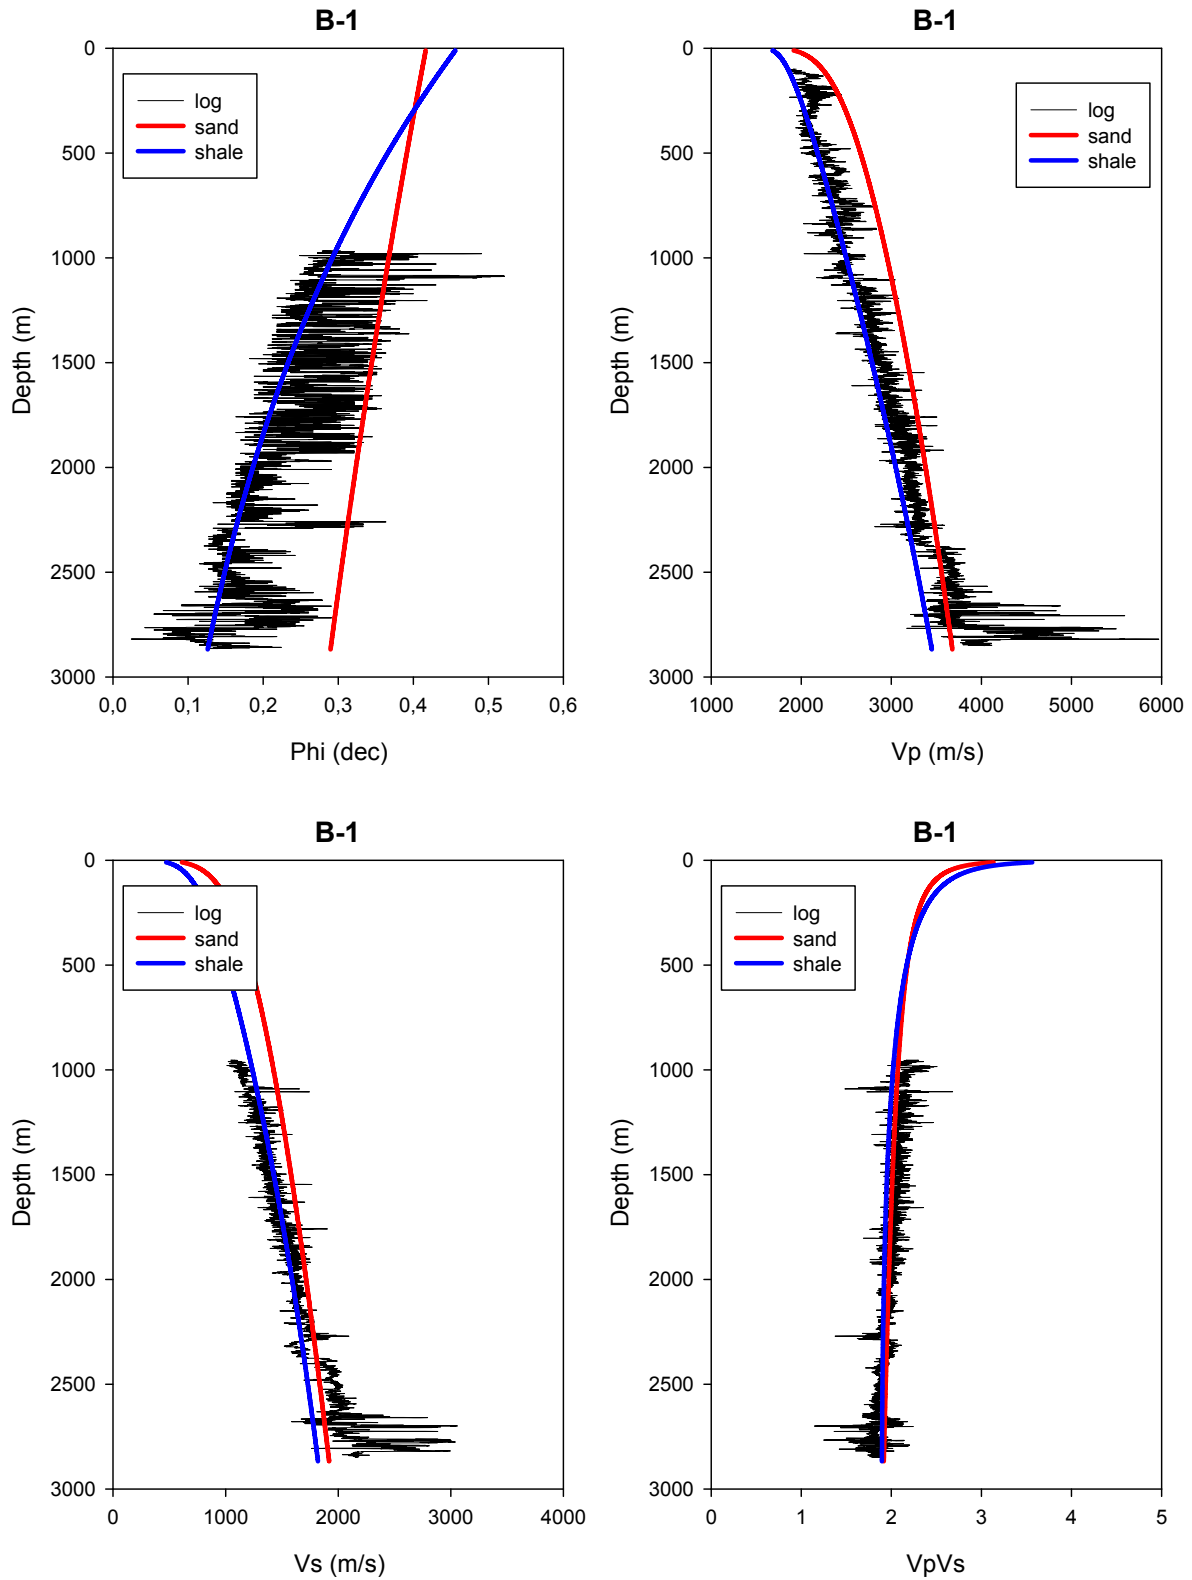 B-1
0
500
1000
1500
2000
2500
3000
Depth (m)
log
sand
shale
0,0 0,1 0,2 0,3 0,4 0,5 0,6
Phi (dec)
B-1
0
500
1000
1500
2000
2500
3000
Depth (m)
log
sand
shale
1000 2000 3000 4000 5000 6000
Vp (m/s)
B-1
0
500
1000
1500
2000
2500
3000
Depth (m)
log
sand
shale
0 1000 2000 3000 4000
Vs (m/s)
B-1
0
500
1000
1500
2000
2500
3000
Depth (m)
log
sand
shale
0 1 2 3 4 5
VpVs